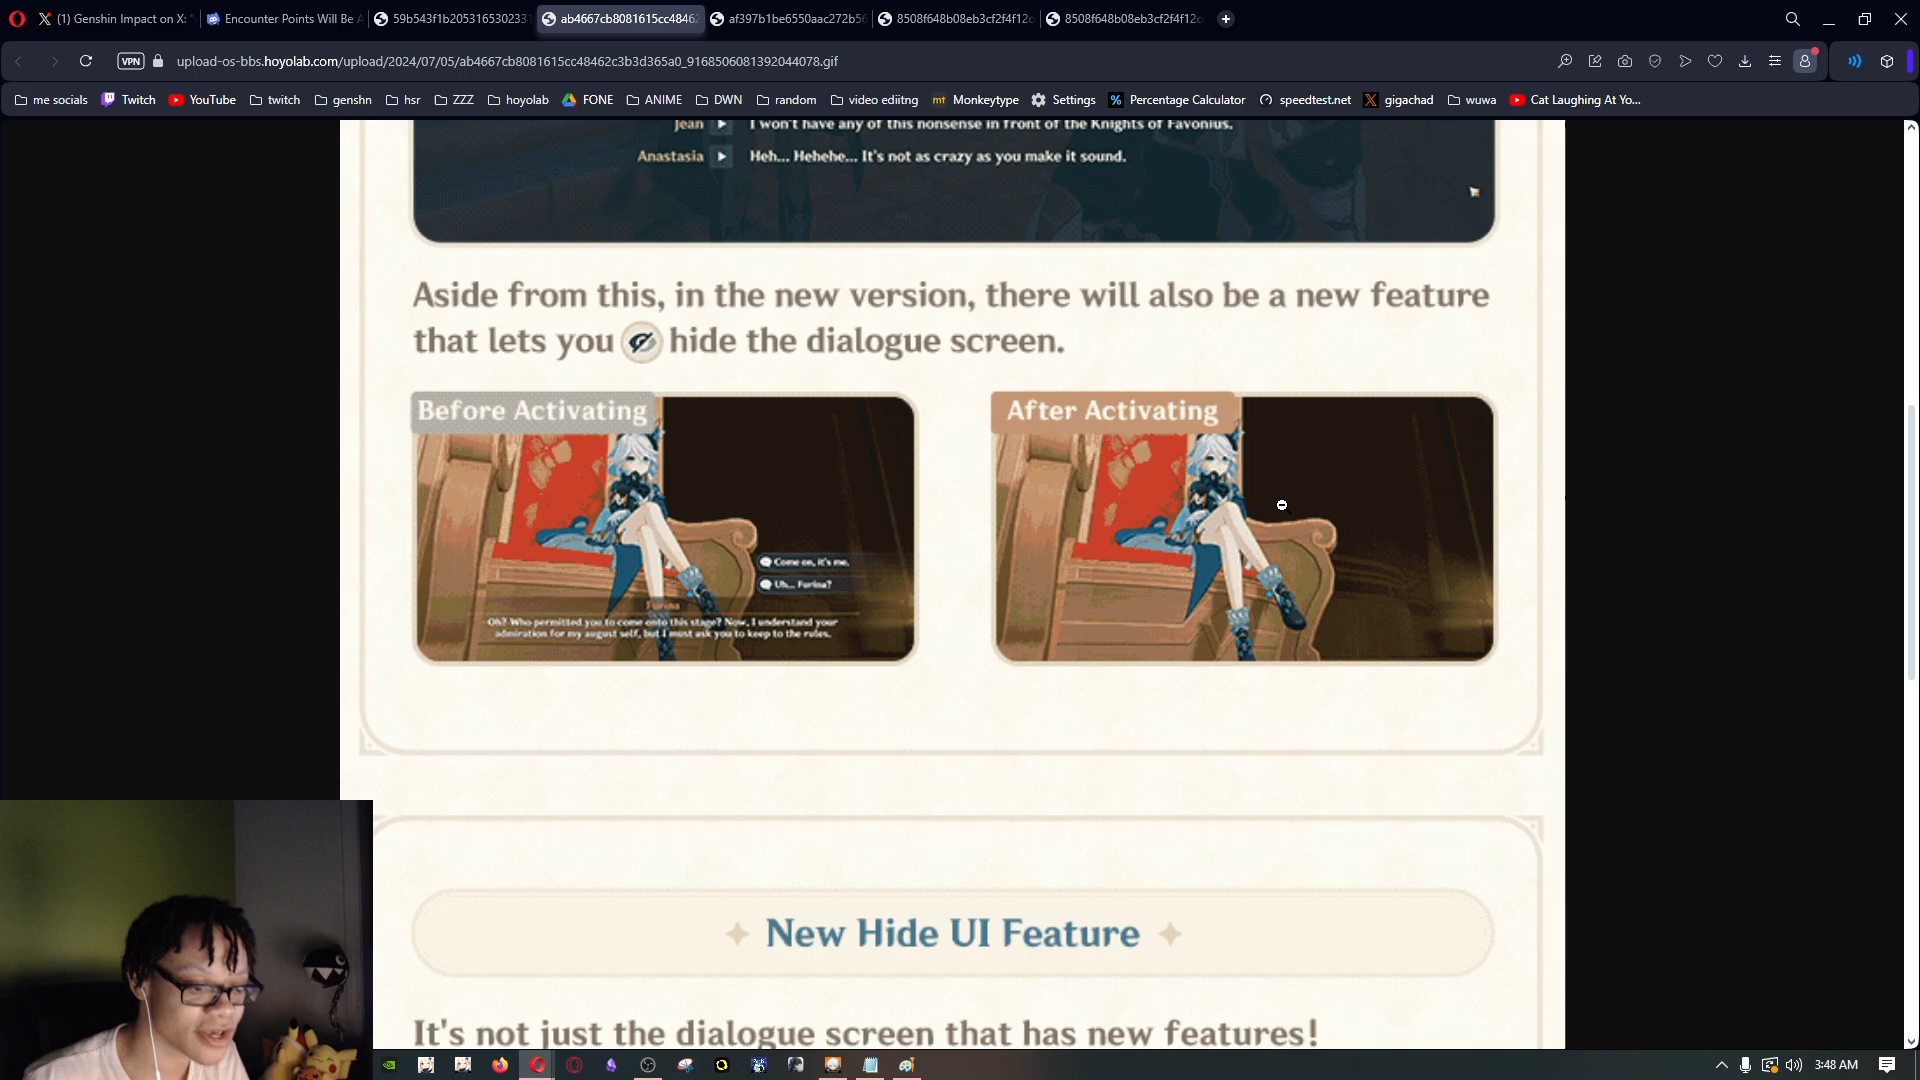 (1) Genshin Impact on X: "
Encounter Points Will Be A
59b543f1b205316530233
ab4667cb8081615cc48462
af397b1be6550aac272b56
8508f648b08eb3cf2f4f12c
8508f648b08eb3cf2f4f12c
VPN
upload-os-bbs.hoyolab.com/upload/2024/07/05/ab4667cb8081615cc48462c3b3d365a0_9168506081392044078.gif
me socials
Twitch
YouTube
twitch
genshn
hsr
ZZZ
hoyolab
FONE
ANIME
DWN
random
video ediitng
mt Monkeytype
Settings
% Percentage Calculator
speedtest.net
gigachad
wuwa
Cat Laughing At Yo...
Jean I won't have any of this nonsense in front of the Knights of Favonius.
Anastasia Heh... Hehehe... It's not as crazy as you make it sound.
Aside from this, in the new version, there will also be a new feature
that lets you hide the dialogue screen.
Before Activating
Come on, it's me.
Uh... Furina?
Furina
Oh? Who permitted you to come onto this stage? Now, I understand your
admiration for my august self, but I must ask you to keep to the rules.
After Activating
New Hide UI Feature
It's not just the dialogue screen that has new features!
3:48 AM